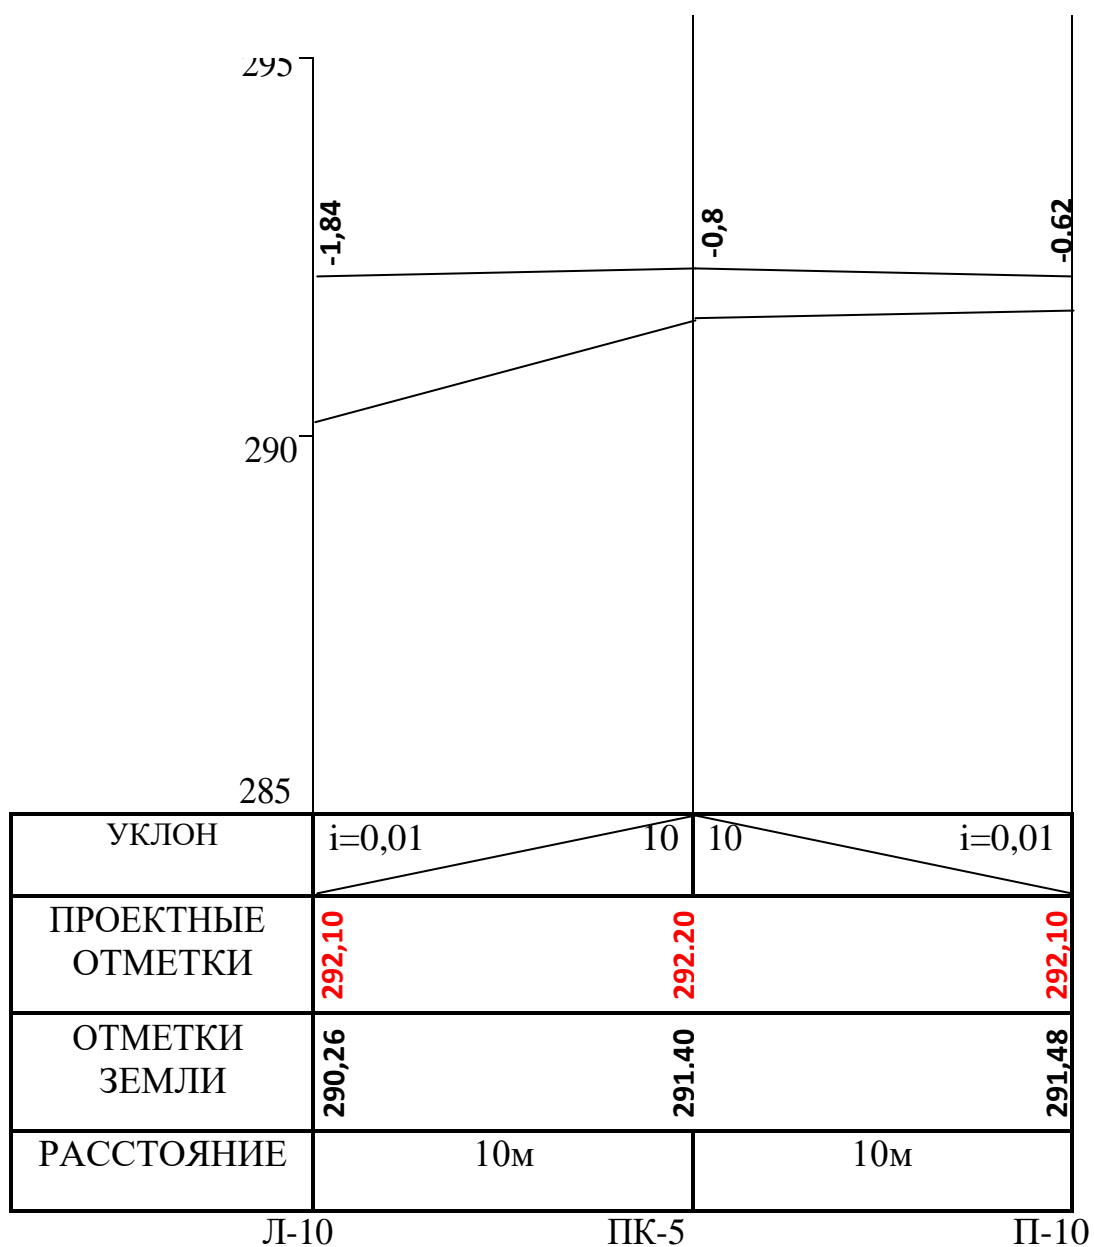 295
-1,84
-0,8
-0.62
290
285
УКЛОН
i=0,01
10
10
i=0,01
ПРОЕКТНЫЕ
ОТМЕТКИ
292,10
292.20
292,10
ОТМЕТКИ
ЗЕМЛИ
290,26
291.40
291,48
РАССТОЯНИЕ
10м
10м
Л-10
ПК-5
П-10